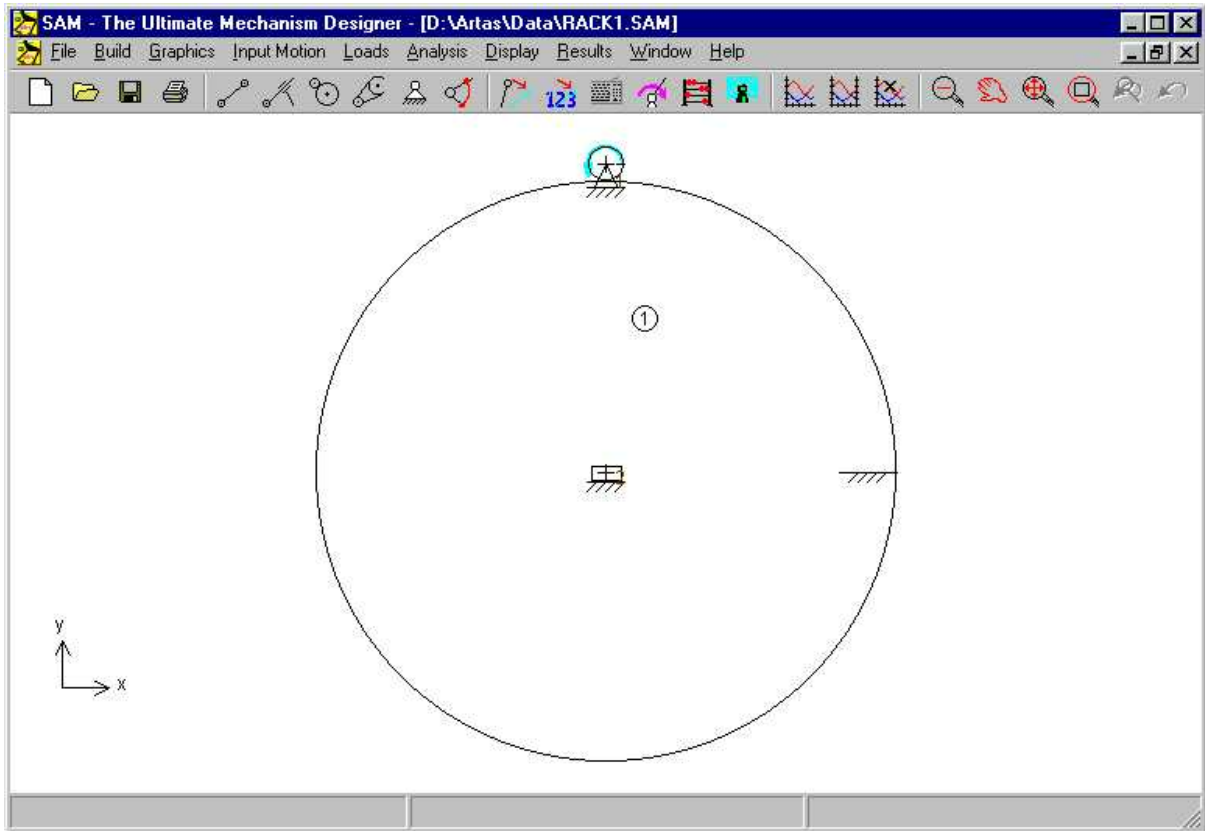 SAM - The Ultimate Mechanism Designer - [D:\Artas\Data\RACK1.SAM]
File Build Graphics Input Motion Loads Analysis Display Results Window Help
123
1
y
x